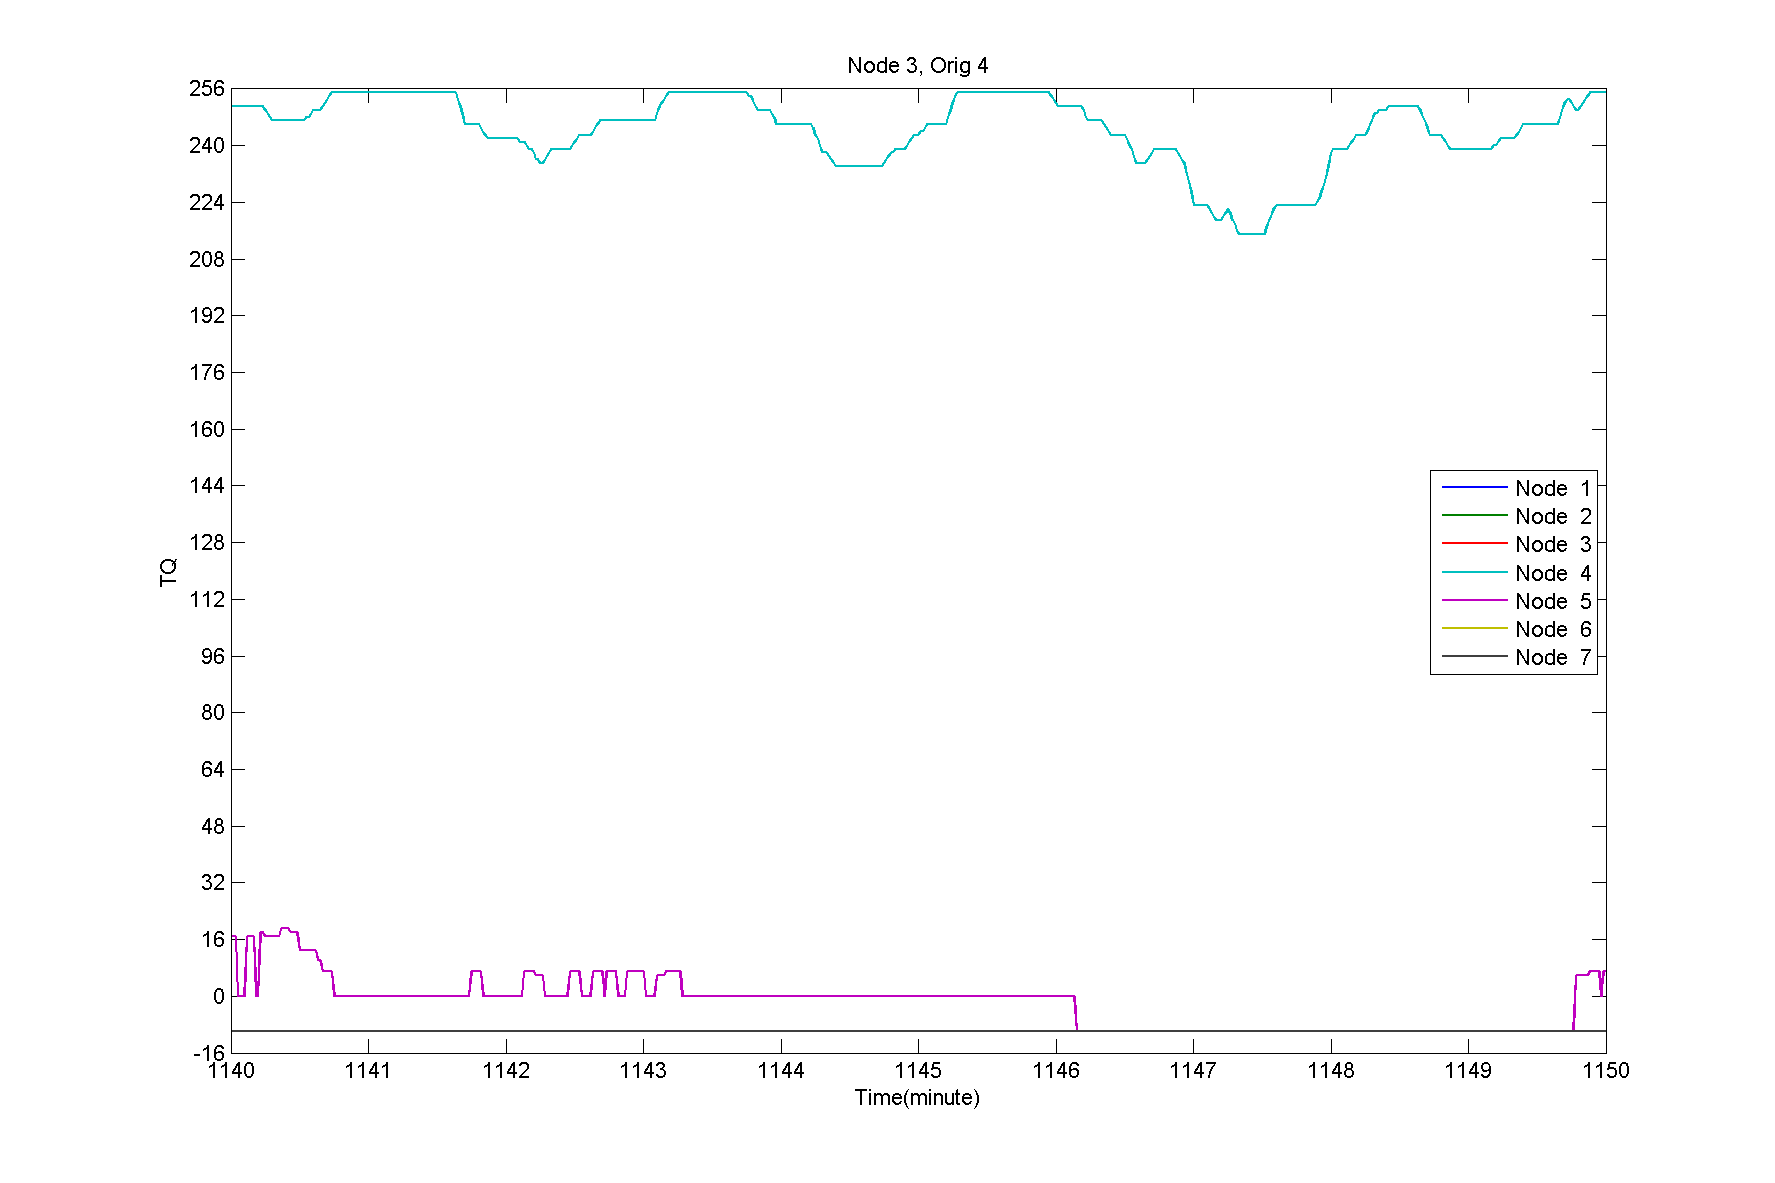 Node 3, Orig 4
256
240
224
208
192
176
160
144
128
112
96
80
64
48
32
16
0
-16
TQ
Node 1
Node 2
Node 3
Node 4
Node 5
Node 6
Node 7
1140 1141 1142 1143 1144 1145 1146 1147 1148 1149 1150
Time(minute)